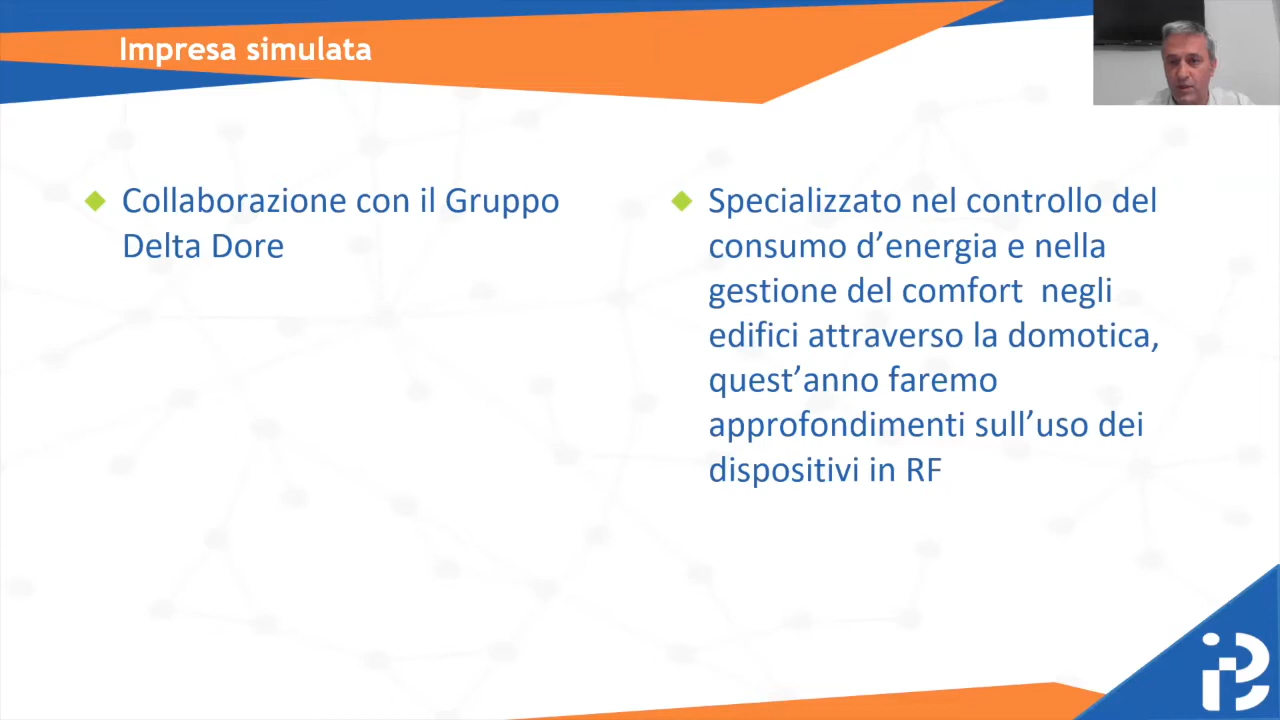 Impresa simulata
Collaborazione con il Gruppo
Delta Dore
Specializzato nel controllo del
consumo d’energia e nella
gestione del comfort  negli
edifici attraverso la domotica,
quest’anno faremo
approfondimenti sull’uso dei
dispositivi in RF